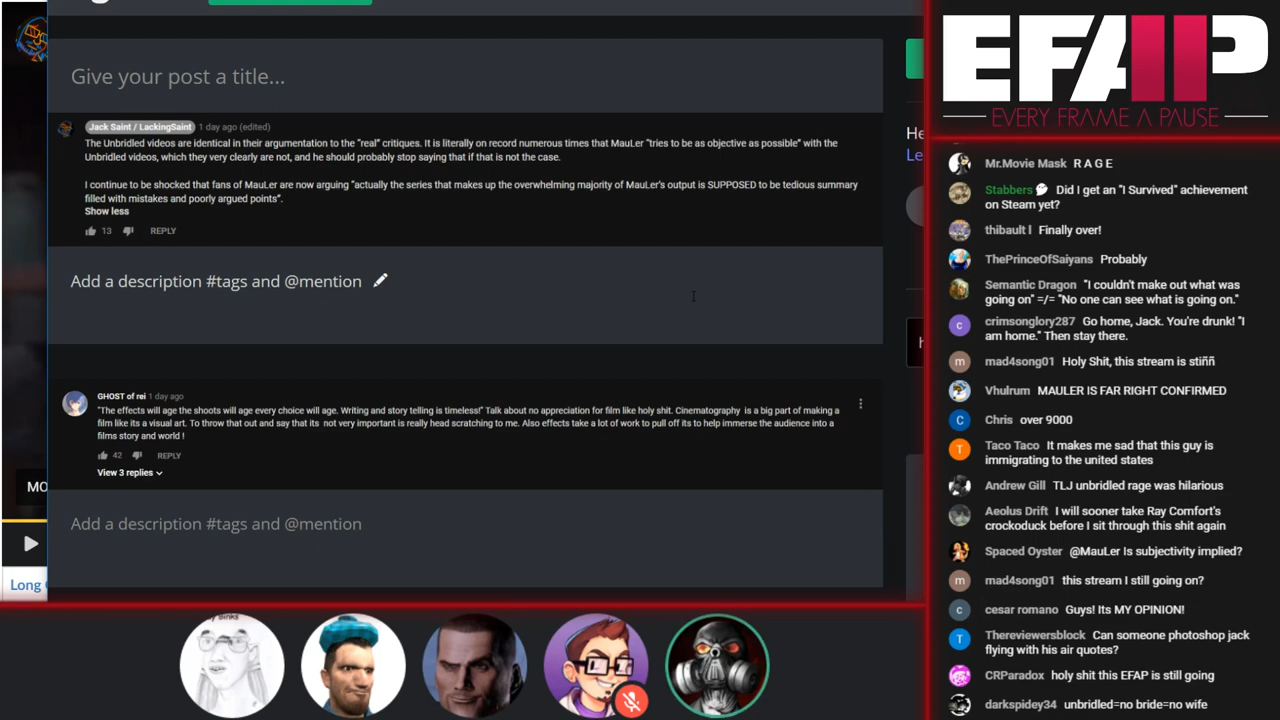 Give your post a title...
Jack Saint / LackingSaint 1 day ago (edited)
The Unbridled videos are identical in their argumentation to the "real" critiques. It is literally on record numerous times that MauLer "tries to be as objective as possible" with the
Unbridled videos, which they very clearly are not, and he should probably stop saying that if that is not the case.
I continue to be shocked that fans of MauLer are now arguing "actually the series that makes up the overwhelming majority of MauLer's output is SUPPOSED to be tedious summary
filled with mistakes and poorly argued points".
Show less
13 REPLY
Add a description #tags and @mention
GHOST of rei 1 day ago
"The effects will age the shoots will age every choice will age. Writing and story telling is timeless!" Talk about no appreciation for film like holy shit. Cinematography is a big part of making a
film like its a visual art. To throw that out and say that its not very important is really head scratching to me. Also effects take a lot of work to pull off its to help immerse the audience into a
films story and world !
42 REPLY
View 3 replies
Add a description #tags and @mention
MO
Long
He
Le
h
EFAP
EVERY FRAME A PAUSE
Mr.Movie Mask R A G E
Stabbers Did I get an "I Survived" achievement
on Steam yet?
thibault l Finally over!
ThePrinceOfSaiyans Probably
Semantic Dragon "I couldn't make out what was
going on" =/= "No one can see what is going on."
crimsonglory287 Go home, Jack. You're drunk! "I
am home." Then stay there.
mad4song01 Holy Shit, this stream is stiññ
Vhulrum MAULER IS FAR RIGHT CONFIRMED
Chris over 9000
Taco Taco It makes me sad that this guy is
immigrating to the united states
Andrew Gill TLJ unbridled rage was hilarious
Aeolus Drift I will sooner take Ray Comfort's
crockoduck before I sit through this shit again
Spaced Oyster @MauLer Is subjectivity implied?
mad4song01 this stream I still going on?
cesar romano Guys! Its MY OPINION!
Thereviewersblock Can someone photoshop jack
flying with his air quotes?
CRParadox holy shit this EFAP is still going
darkspidey34 unbridled=no bride=no wife